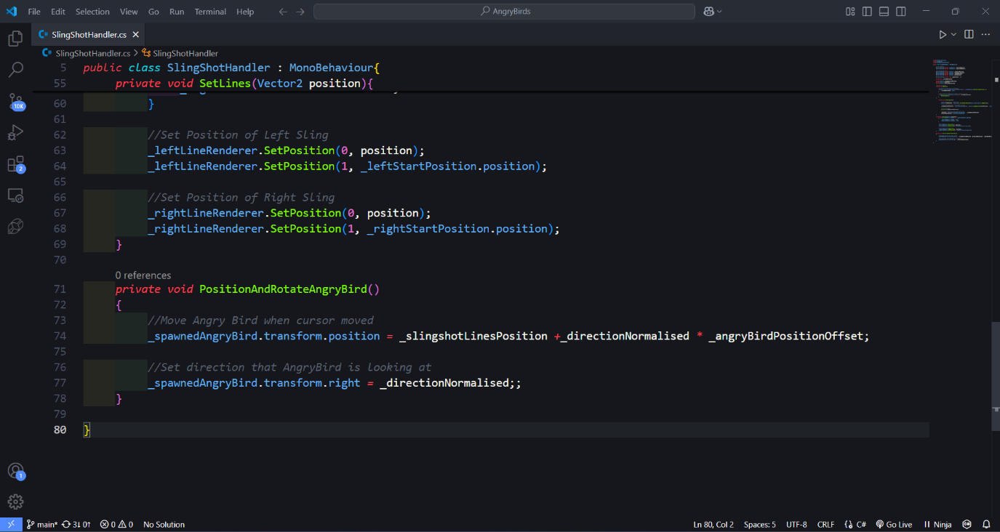 File Edit Selection View Go Run Terminal Help
AngryBirds
SlingShotHandler.cs
SlingShotHandler.cs > SlingShotHandler
5 public class SlingShotHandler : MonoBehaviour{
55 private void SetLines(Vector2 position){
60 }
61
62 //Set Position of Left Sling
63 _leftLineRenderer.SetPosition(0, position);
64 _leftLineRenderer.SetPosition(1, _leftStartPosition.position);
65
66 //Set Position of Right Sling
67 _rightLineRenderer.SetPosition(0, position);
68 _rightLineRenderer.SetPosition(1, _rightStartPosition.position);
69 }
70
0 references
71 private void PositionAndRotateAngryBird()
72 {
73 //Move Angry Bird when cursor moved
74 _spawnedAngryBird.transform.position = _slingshotLinesPosition +_directionNormalised * _angryBirdPositionOffset;
75
76 //Set direction that AngryBird is looking at
77 _spawnedAngryBird.transform.right = _directionNormalised;;
78 }
79
80 }
10K
2
1
main* 3↓ 0↑ 0 0 No Solution
Ln 80, Col 2 Spaces: 5 UTF-8 CRLF C# Go Live Ninja